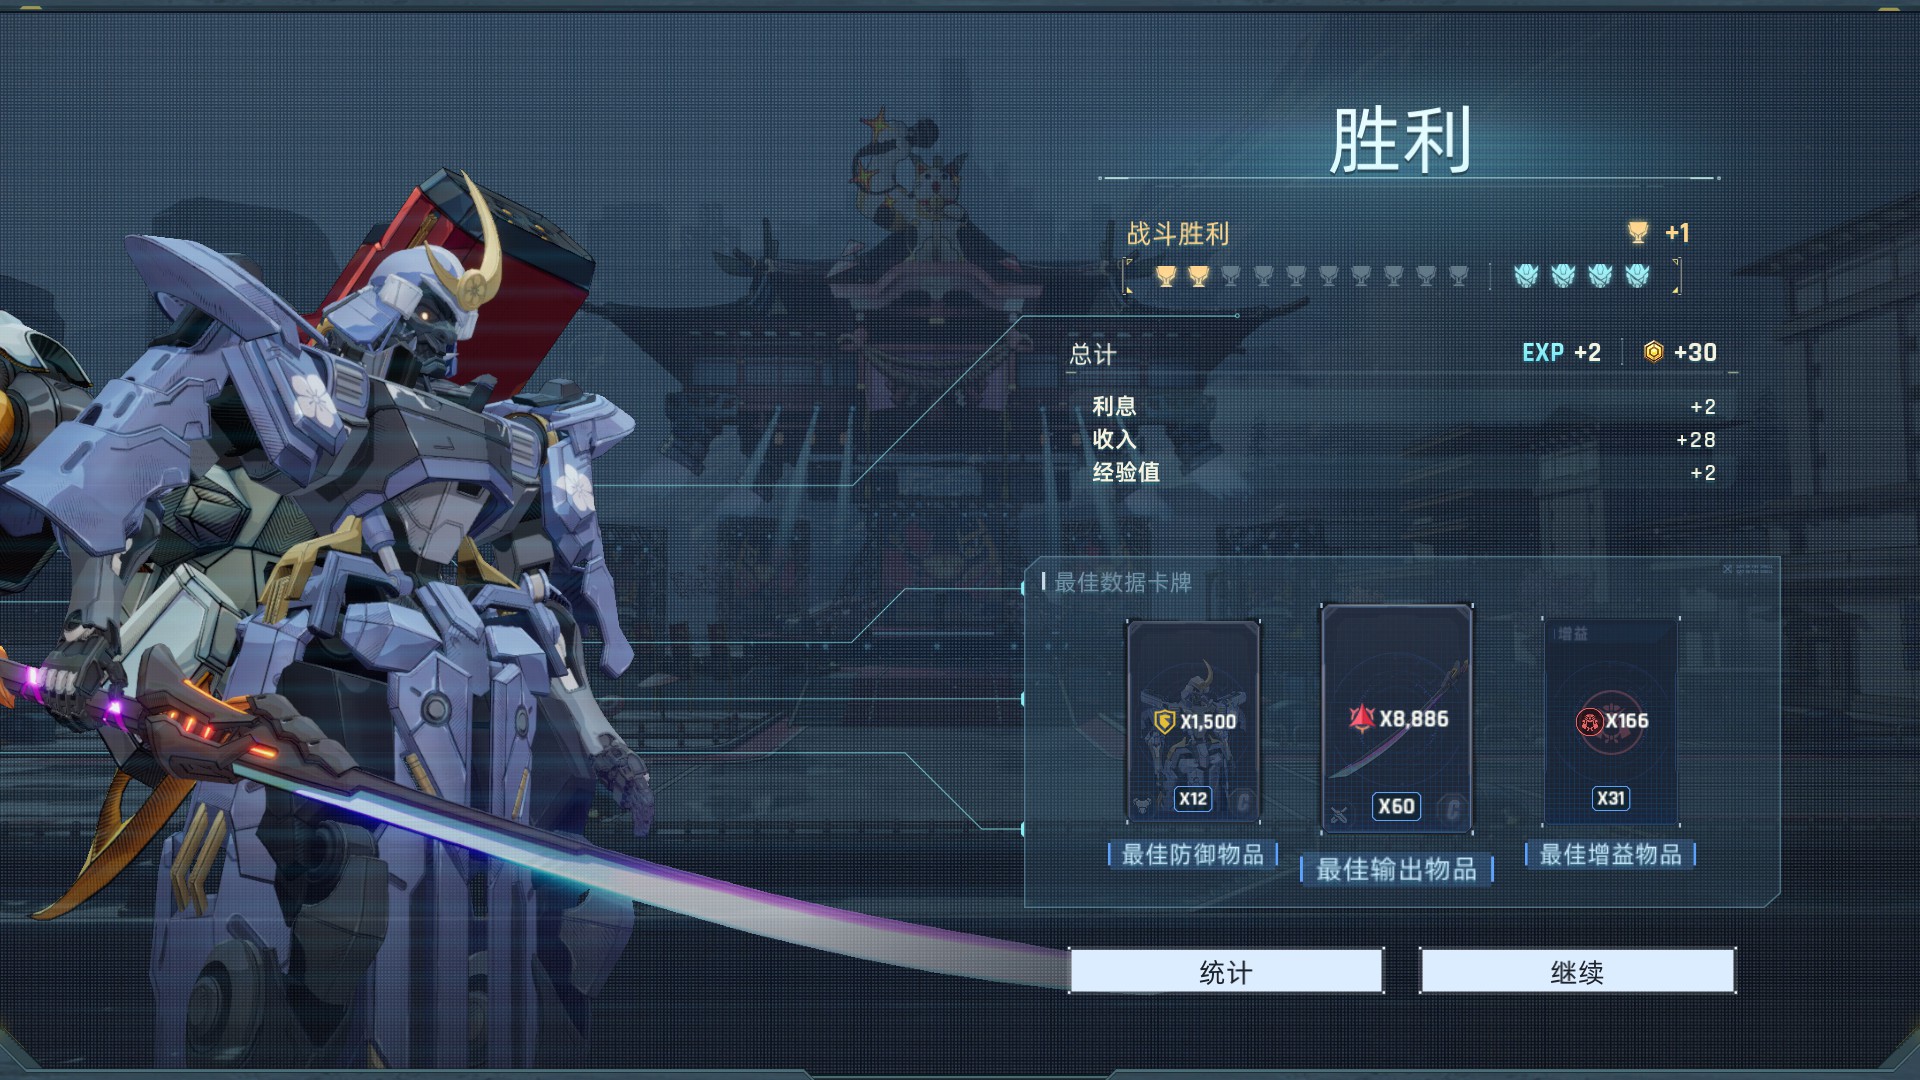 胜利
战斗胜利 +1
总计 EXP +2 +30
利息 +2
收入 +28
经验值 +2
最佳数据卡牌
增益
X1,500 X8,886 X166
X12 X60 X31
C C
最佳防御物品 最佳输出物品 最佳增益物品
统计 继续